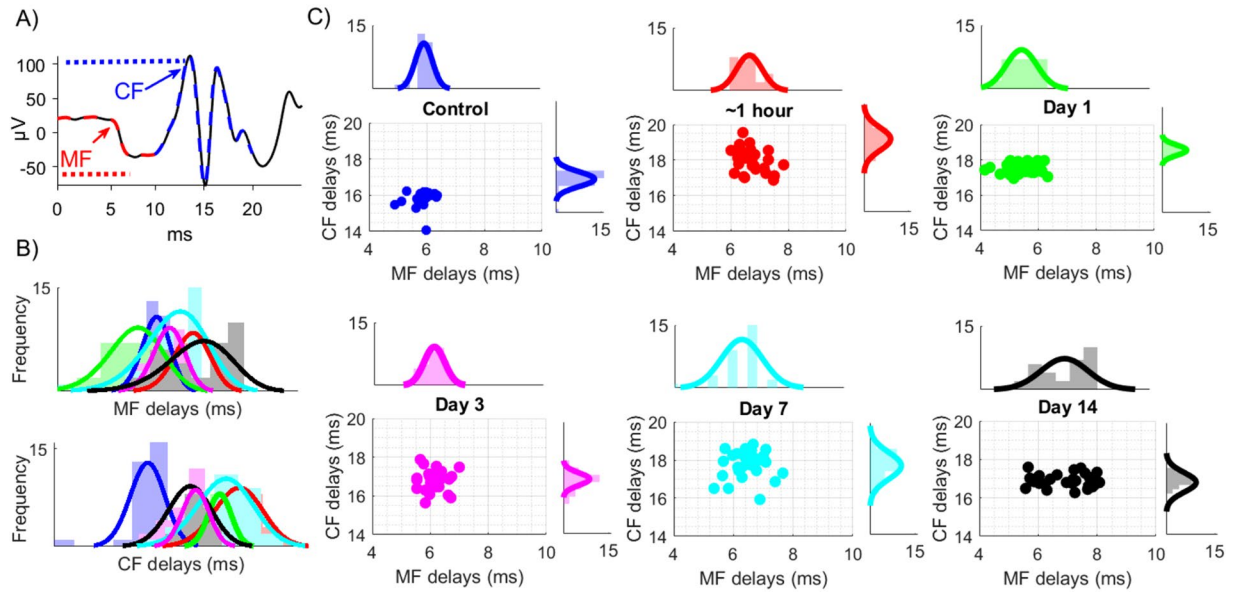 A)
100
50
0
-50
µV
CF
MF
0 5 10 15 20
ms
B)
15
Frequency
MF delays (ms)
15
Frequency
CF delays (ms)
C)
15
Control
20
18
16
14
CF delays (ms)
4 6 8 10
MF delays (ms)
15
15
~1 hour
20
18
16
14
CF delays (ms)
4 6 8 10
MF delays (ms)
15
15
Day 1
20
18
16
14
CF delays (ms)
4 6 8 10
MF delays (ms)
15
15
Day 3
20
18
16
14
CF delays (ms)
4 6 8 10
MF delays (ms)
15
15
Day 7
20
18
16
14
CF delays (ms)
4 6 8 10
MF delays (ms)
15
Day 14
20
18
16
14
CF delays (ms)
4 6 8 10
MF delays (ms)
15
15